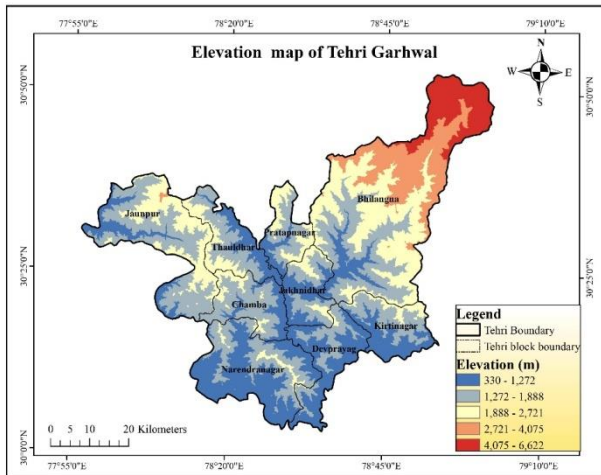 77°55'0"E
78°20'0"E
78°45'0"E
79°10'0"E
Elevation map of Tehri Garhwal
N
W
E
S
30°50'0"N
30°50'0"N
Bhilangna
Jaunpur
Pratapnagar
Thauldhar
30°25'0"N
30°25'0"N
Jakhnidhar
Chamba
Kirtinagar
Devprayag
Narendranagar
Legend
Tehri Boundary
Tehri block boundary
Elevation (m)
330 - 1,272
1,272 - 1,888
1,888 - 2,721
2,721 - 4,075
4,075 - 6,622
0 5 10 20 Kilometers
30°0'0"N
30°0'0"N
77°55'0"E
78°20'0"E
78°45'0"E
79°10'0"E